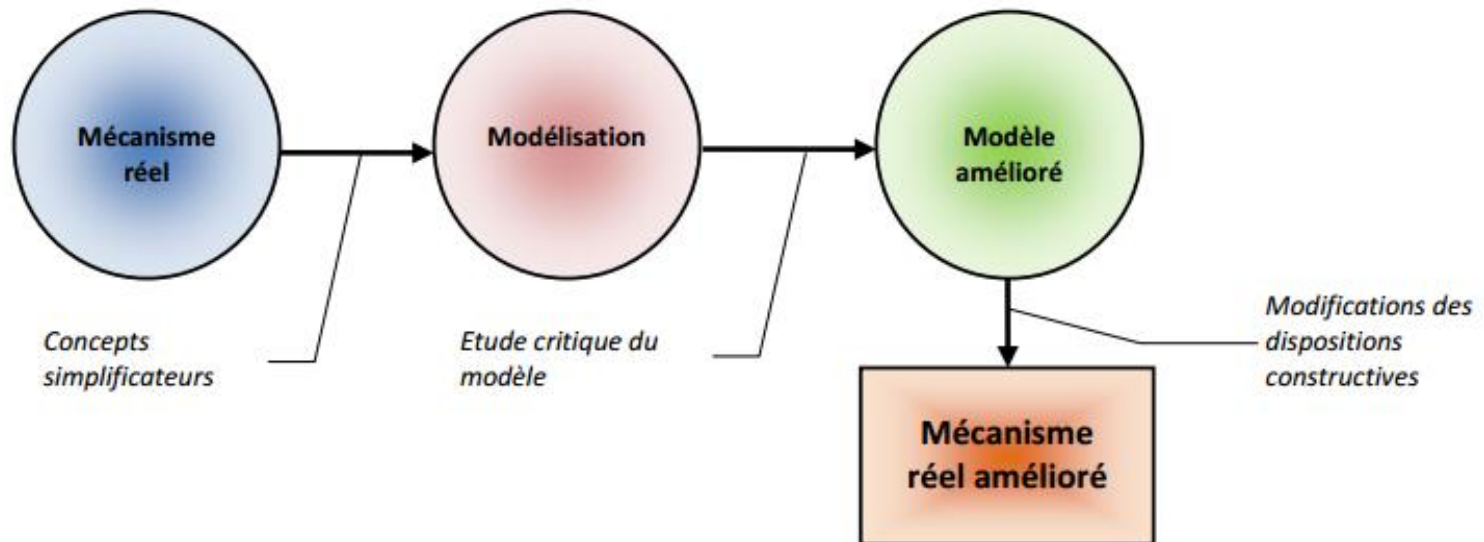 Mécanisme
réel
Modélisation
Modèle
amélioré
Concepts
simplificateurs
Etude critique du
modèle
Modifications des
dispositions
constructives
Mécanisme
réel amélioré